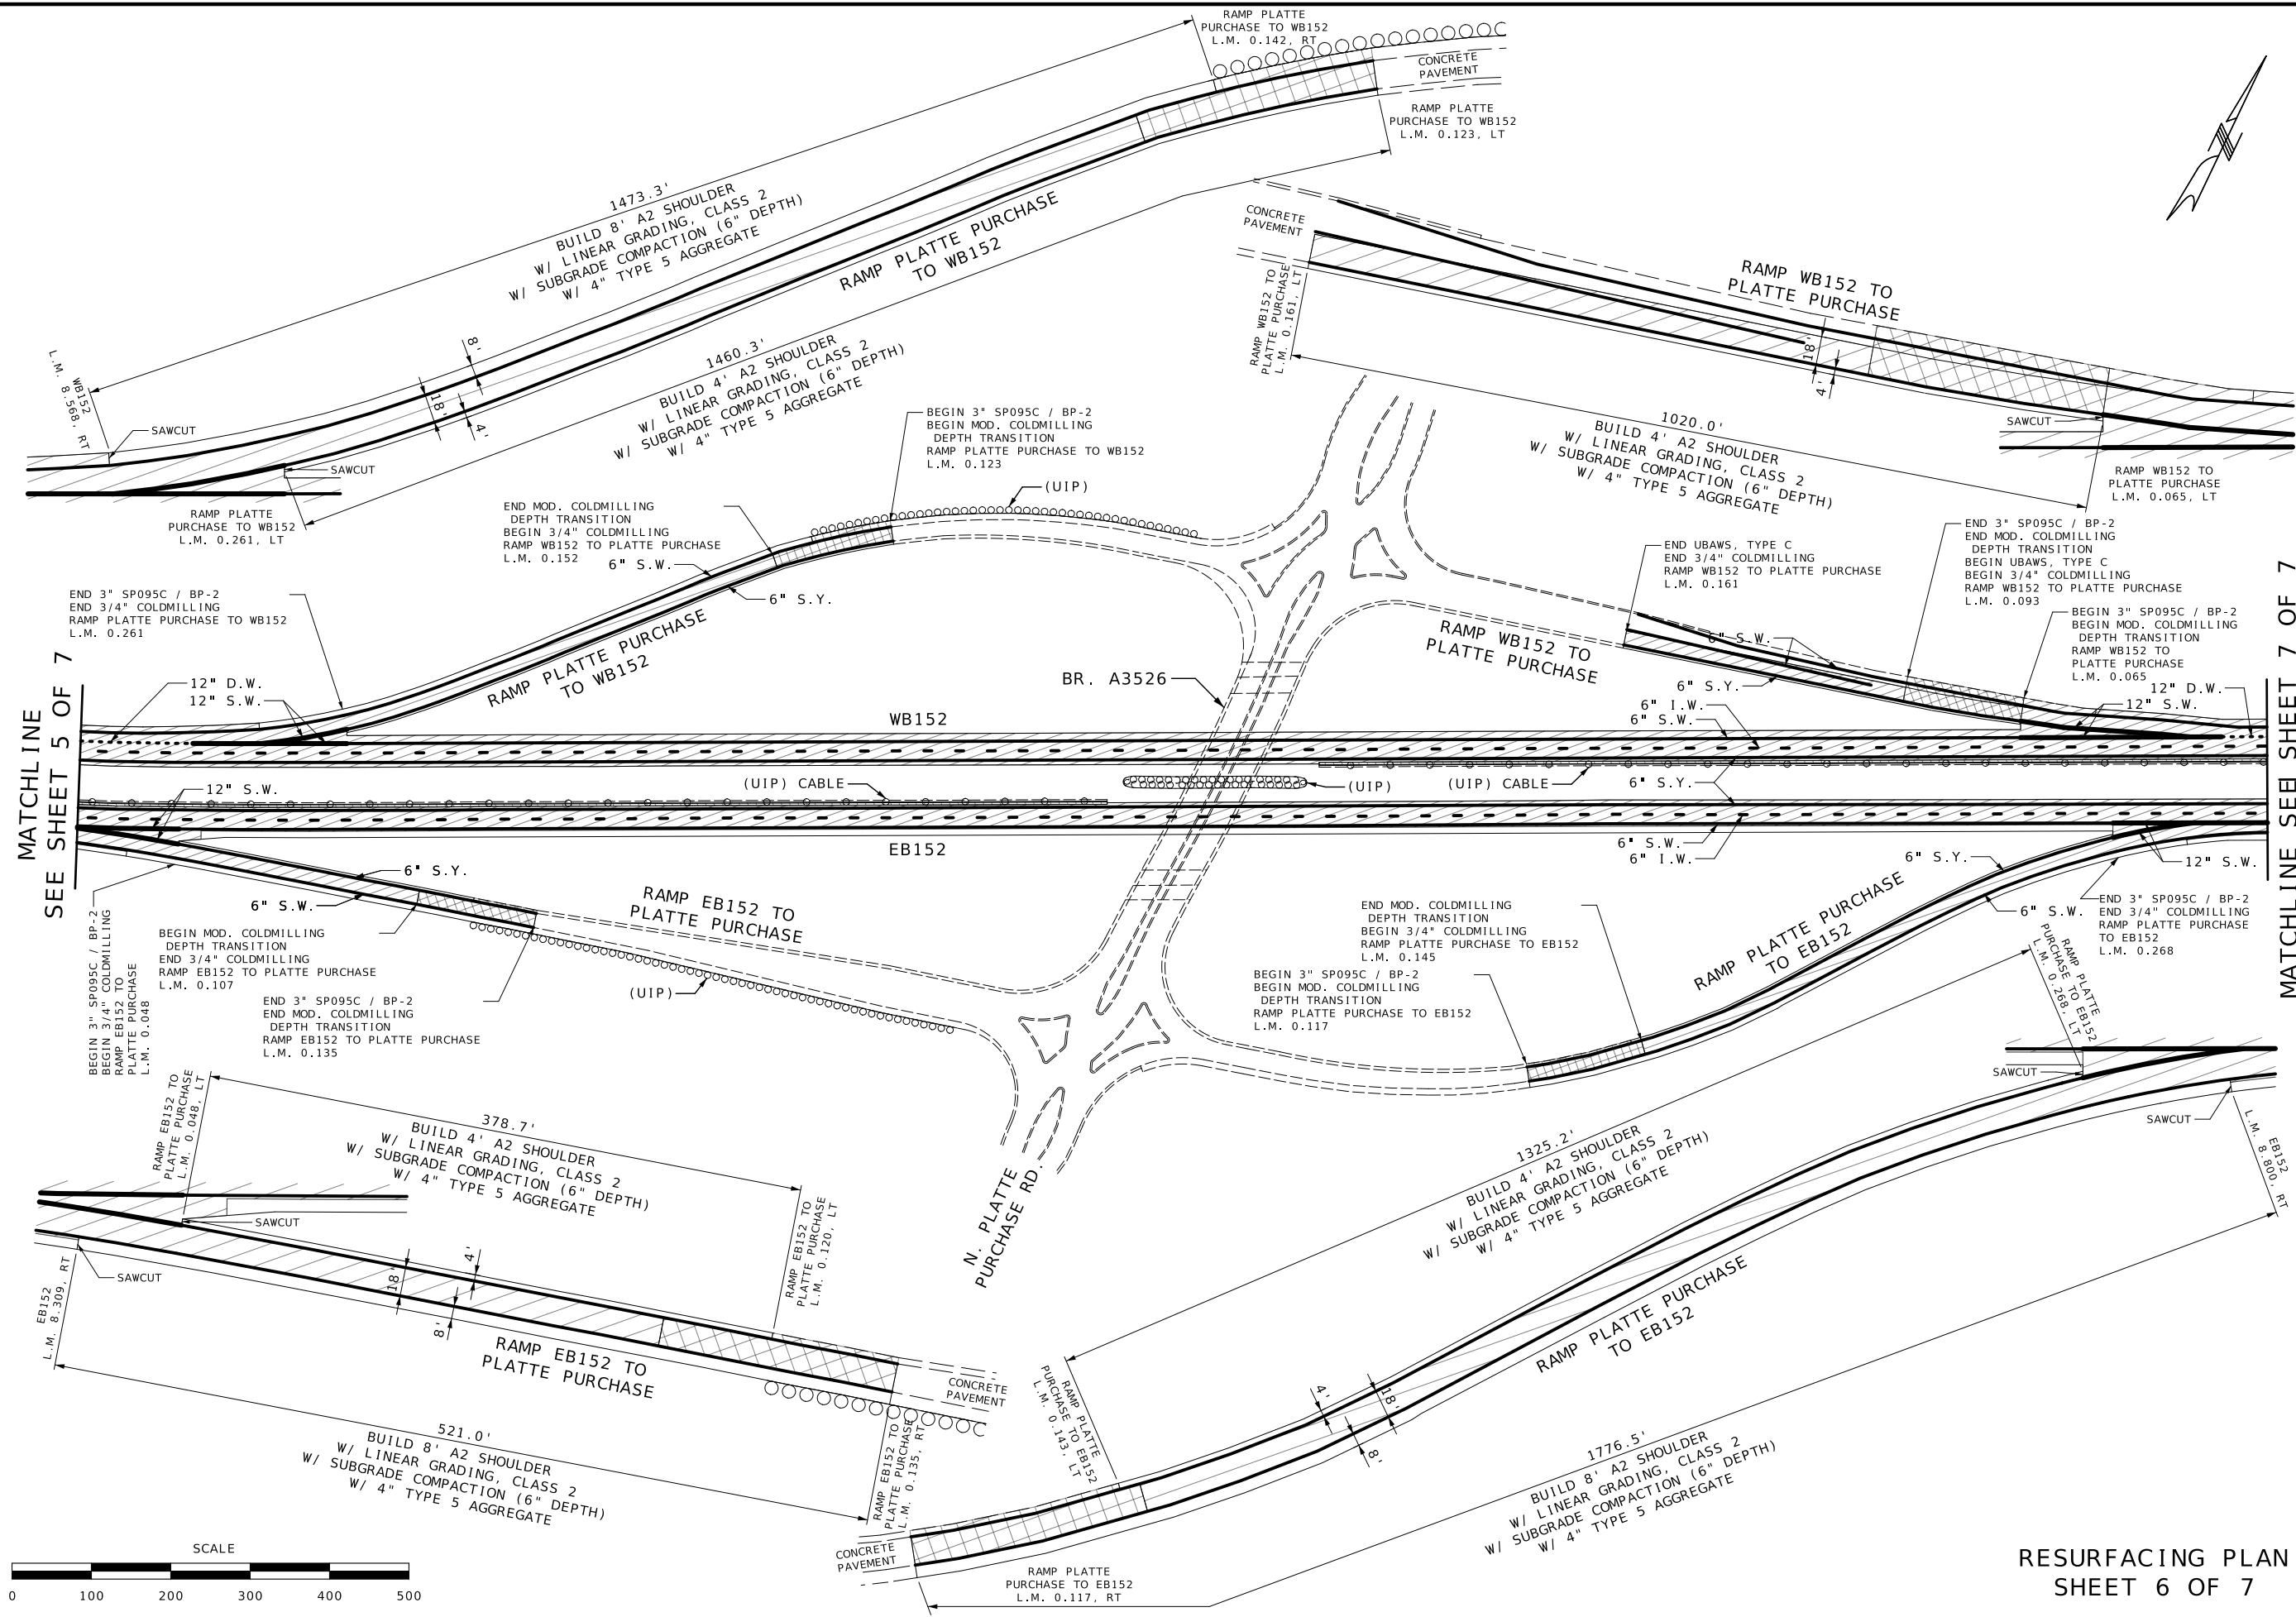 RAMP PLATTE
PURCHASE TO WB152
L.M. 0.142, RT
CONCRETE
PAVEMENT
RAMP PLATTE
PURCHASE TO WB152
L.M. 0.123, LT
1473.3'
BUILD 8' A2 SHOULDER
W/ LINEAR GRADING, CLASS 2
W/ SUBGRADE COMPACTION (6" DEPTH)
W/ 4" TYPE 5 AGGREGATE
RAMP PLATTE PURCHASE
TO WB152
WB152
L.M. 8.568, RT
SAWCUT
8'
18'
4'
SAWCUT
RAMP PLATTE
PURCHASE TO WB152
L.M. 0.261, LT
1460.3'
BUILD 4' A2 SHOULDER
W/ LINEAR GRADING, CLASS 2
W/ SUBGRADE COMPACTION (6" DEPTH)
W/ 4" TYPE 5 AGGREGATE
CONCRETE
PAVEMENT
RAMP WB152 TO
PLATTE PURCHASE
L.M. 0.161, LT
RAMP WB152 TO
PLATTE PURCHASE
18'
4'
1020.0'
BUILD 4' A2 SHOULDER
W/ LINEAR GRADING, CLASS 2
W/ SUBGRADE COMPACTION (6" DEPTH)
W/ 4" TYPE 5 AGGREGATE
SAWCUT
RAMP WB152 TO
PLATTE PURCHASE
L.M. 0.065, LT
BEGIN 3" SP095C / BP-2
BEGIN MOD. COLDMILLING
DEPTH TRANSITION
RAMP PLATTE PURCHASE TO WB152
L.M. 0.123
(UIP)
END MOD. COLDMILLING
DEPTH TRANSITION
BEGIN 3/4" COLDMILLING
RAMP WB152 TO PLATTE PURCHASE
L.M. 0.152
6" S.W.
6" S.Y.
END 3" SP095C / BP-2
END 3/4" COLDMILLING
RAMP PLATTE PURCHASE TO WB152
L.M. 0.261
RAMP PLATTE PURCHASE
TO WB152
END UBAWS, TYPE C
END 3/4" COLDMILLING
RAMP WB152 TO PLATTE PURCHASE
L.M. 0.161
END 3" SP095C / BP-2
END MOD. COLDMILLING
DEPTH TRANSITION
BEGIN UBAWS, TYPE C
BEGIN 3/4" COLDMILLING
RAMP WB152 TO PLATTE PURCHASE
L.M. 0.093
BEGIN 3" SP095C / BP-2
BEGIN MOD. COLDMILLING
DEPTH TRANSITION
RAMP WB152 TO
PLATTE PURCHASE
L.M. 0.065
RAMP WB152 TO
PLATTE PURCHASE
6" S.W.
6" S.Y.
12" D.W.
12" S.W.
MATCHLINE
SEE SHEET 5 OF 7
12" D.W.
12" S.W.
BR. A3526
WB152
6" I.W.
6" S.W.
(UIP) CABLE
(UIP)
(UIP) CABLE
6" S.Y.
12" S.W.
EB152
6" S.W.
6" I.W.
MATCHLINE SEE SHEET 7 OF 7
6" S.Y.
6" S.W.
RAMP EB152 TO
PLATTE PURCHASE
(UIP)
BEGIN 3" SP095C / BP-2
BEGIN 3/4" COLDMILLING
RAMP EB152 TO
PLATTE PURCHASE
L.M. 0.048
BEGIN MOD. COLDMILLING
DEPTH TRANSITION
END 3/4" COLDMILLING
RAMP EB152 TO PLATTE PURCHASE
L.M. 0.107
END 3" SP095C / BP-2
END MOD. COLDMILLING
DEPTH TRANSITION
RAMP EB152 TO PLATTE PURCHASE
L.M. 0.135
END MOD. COLDMILLING
DEPTH TRANSITION
BEGIN 3/4" COLDMILLING
RAMP PLATTE PURCHASE TO EB152
L.M. 0.145
BEGIN 3" SP095C / BP-2
BEGIN MOD. COLDMILLING
DEPTH TRANSITION
RAMP PLATTE PURCHASE TO EB152
L.M. 0.117
6" S.Y.
12" S.W.
6" S.W.
RAMP PLATTE PURCHASE
TO EB152
END 3" SP095C / BP-2
END 3/4" COLDMILLING
RAMP PLATTE PURCHASE
TO EB152
L.M. 0.268
RAMP PLATTE
PURCHASE TO EB152
L.M. 0.268, LT
SAWCUT
SAWCUT
EB152
L.M. 8.800, RT
RAMP EB152 TO
PLATTE PURCHASE
L.M. 0.048, LT
378.7'
BUILD 4' A2 SHOULDER
W/ LINEAR GRADING, CLASS 2
W/ SUBGRADE COMPACTION (6" DEPTH)
W/ 4" TYPE 5 AGGREGATE
RAMP EB152 TO
PLATTE PURCHASE
L.M. 0.120, LT
SAWCUT
SAWCUT
EB152
L.M. 8.309, RT
18'
4'
8'
RAMP EB152 TO
PLATTE PURCHASE
CONCRETE
PAVEMENT
521.0'
BUILD 8' A2 SHOULDER
W/ LINEAR GRADING, CLASS 2
W/ SUBGRADE COMPACTION (6" DEPTH)
W/ 4" TYPE 5 AGGREGATE
RAMP EB152 TO
PLATTE PURCHASE
L.M. 0.135, RT
N. PLATTE
PURCHASE RD.
1325.2'
BUILD 4' A2 SHOULDER
W/ LINEAR GRADING, CLASS 2
W/ SUBGRADE COMPACTION (6" DEPTH)
W/ 4" TYPE 5 AGGREGATE
RAMP PLATTE
PURCHASE TO EB152
L.M. 0.143, LT
4'
18'
8'
RAMP PLATTE PURCHASE
TO EB152
1776.5'
BUILD 8' A2 SHOULDER
W/ LINEAR GRADING, CLASS 2
W/ SUBGRADE COMPACTION (6" DEPTH)
W/ 4" TYPE 5 AGGREGATE
CONCRETE
PAVEMENT
RAMP PLATTE
PURCHASE TO EB152
L.M. 0.117, RT
SCALE
0 100 200 300 400 500
RESURFACING PLAN
SHEET 6 OF 7